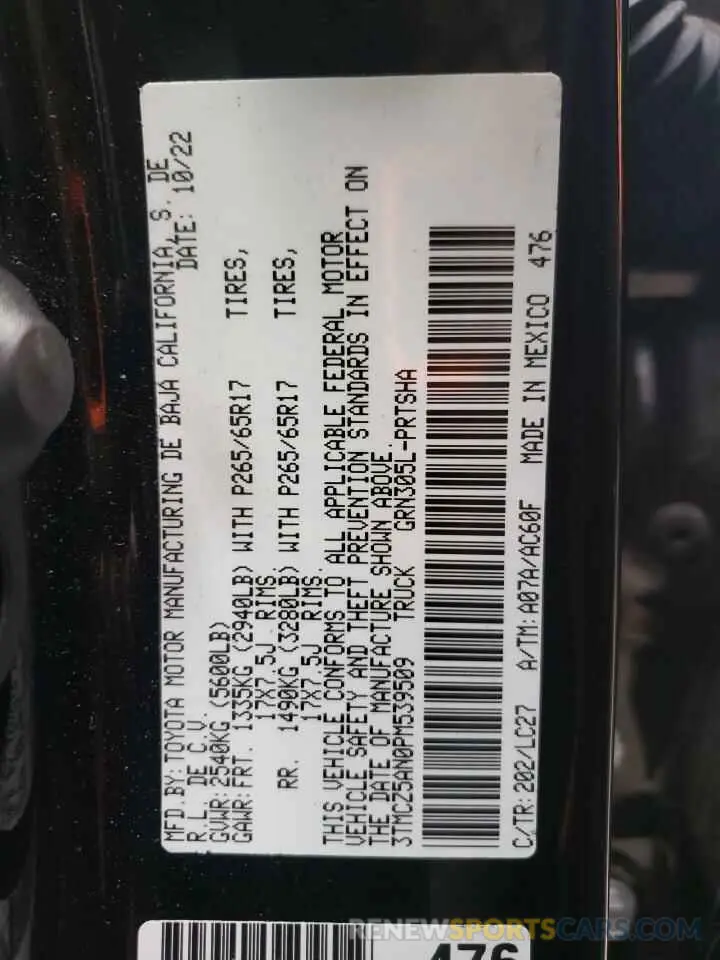 MFD.BY:TOYOTA MOTOR MANUFACTURING DE BAJA CALIFORNIA, S. DE
R.L. DE C.V. DATE: 10/22
GVWR:2540KG (5600LB)
GAWR:FRT. 1335KG (2940LB) WITH P265/65R17 TIRES,
17X7.5J RIMS.
RR. 1490KG (3280LB) WITH P265/65R17 TIRES,
17X7.5J RIMS.
THIS VEHICLE CONFORMS TO ALL APPLICABLE FEDERAL MOTOR
VEHICLE SAFETY AND THEFT PREVENTION STANDARDS IN EFFECT ON
THE DATE OF MANUFACTURE SHOWN ABOVE.
3TMCZ5AN0PM539509 TRUCK GRN305L-PRTSHA
C/TR:202/LC27 A/TM:A07A/AC60F MADE IN MEXICO 476
476
RENEWSPORTSCARS.COM